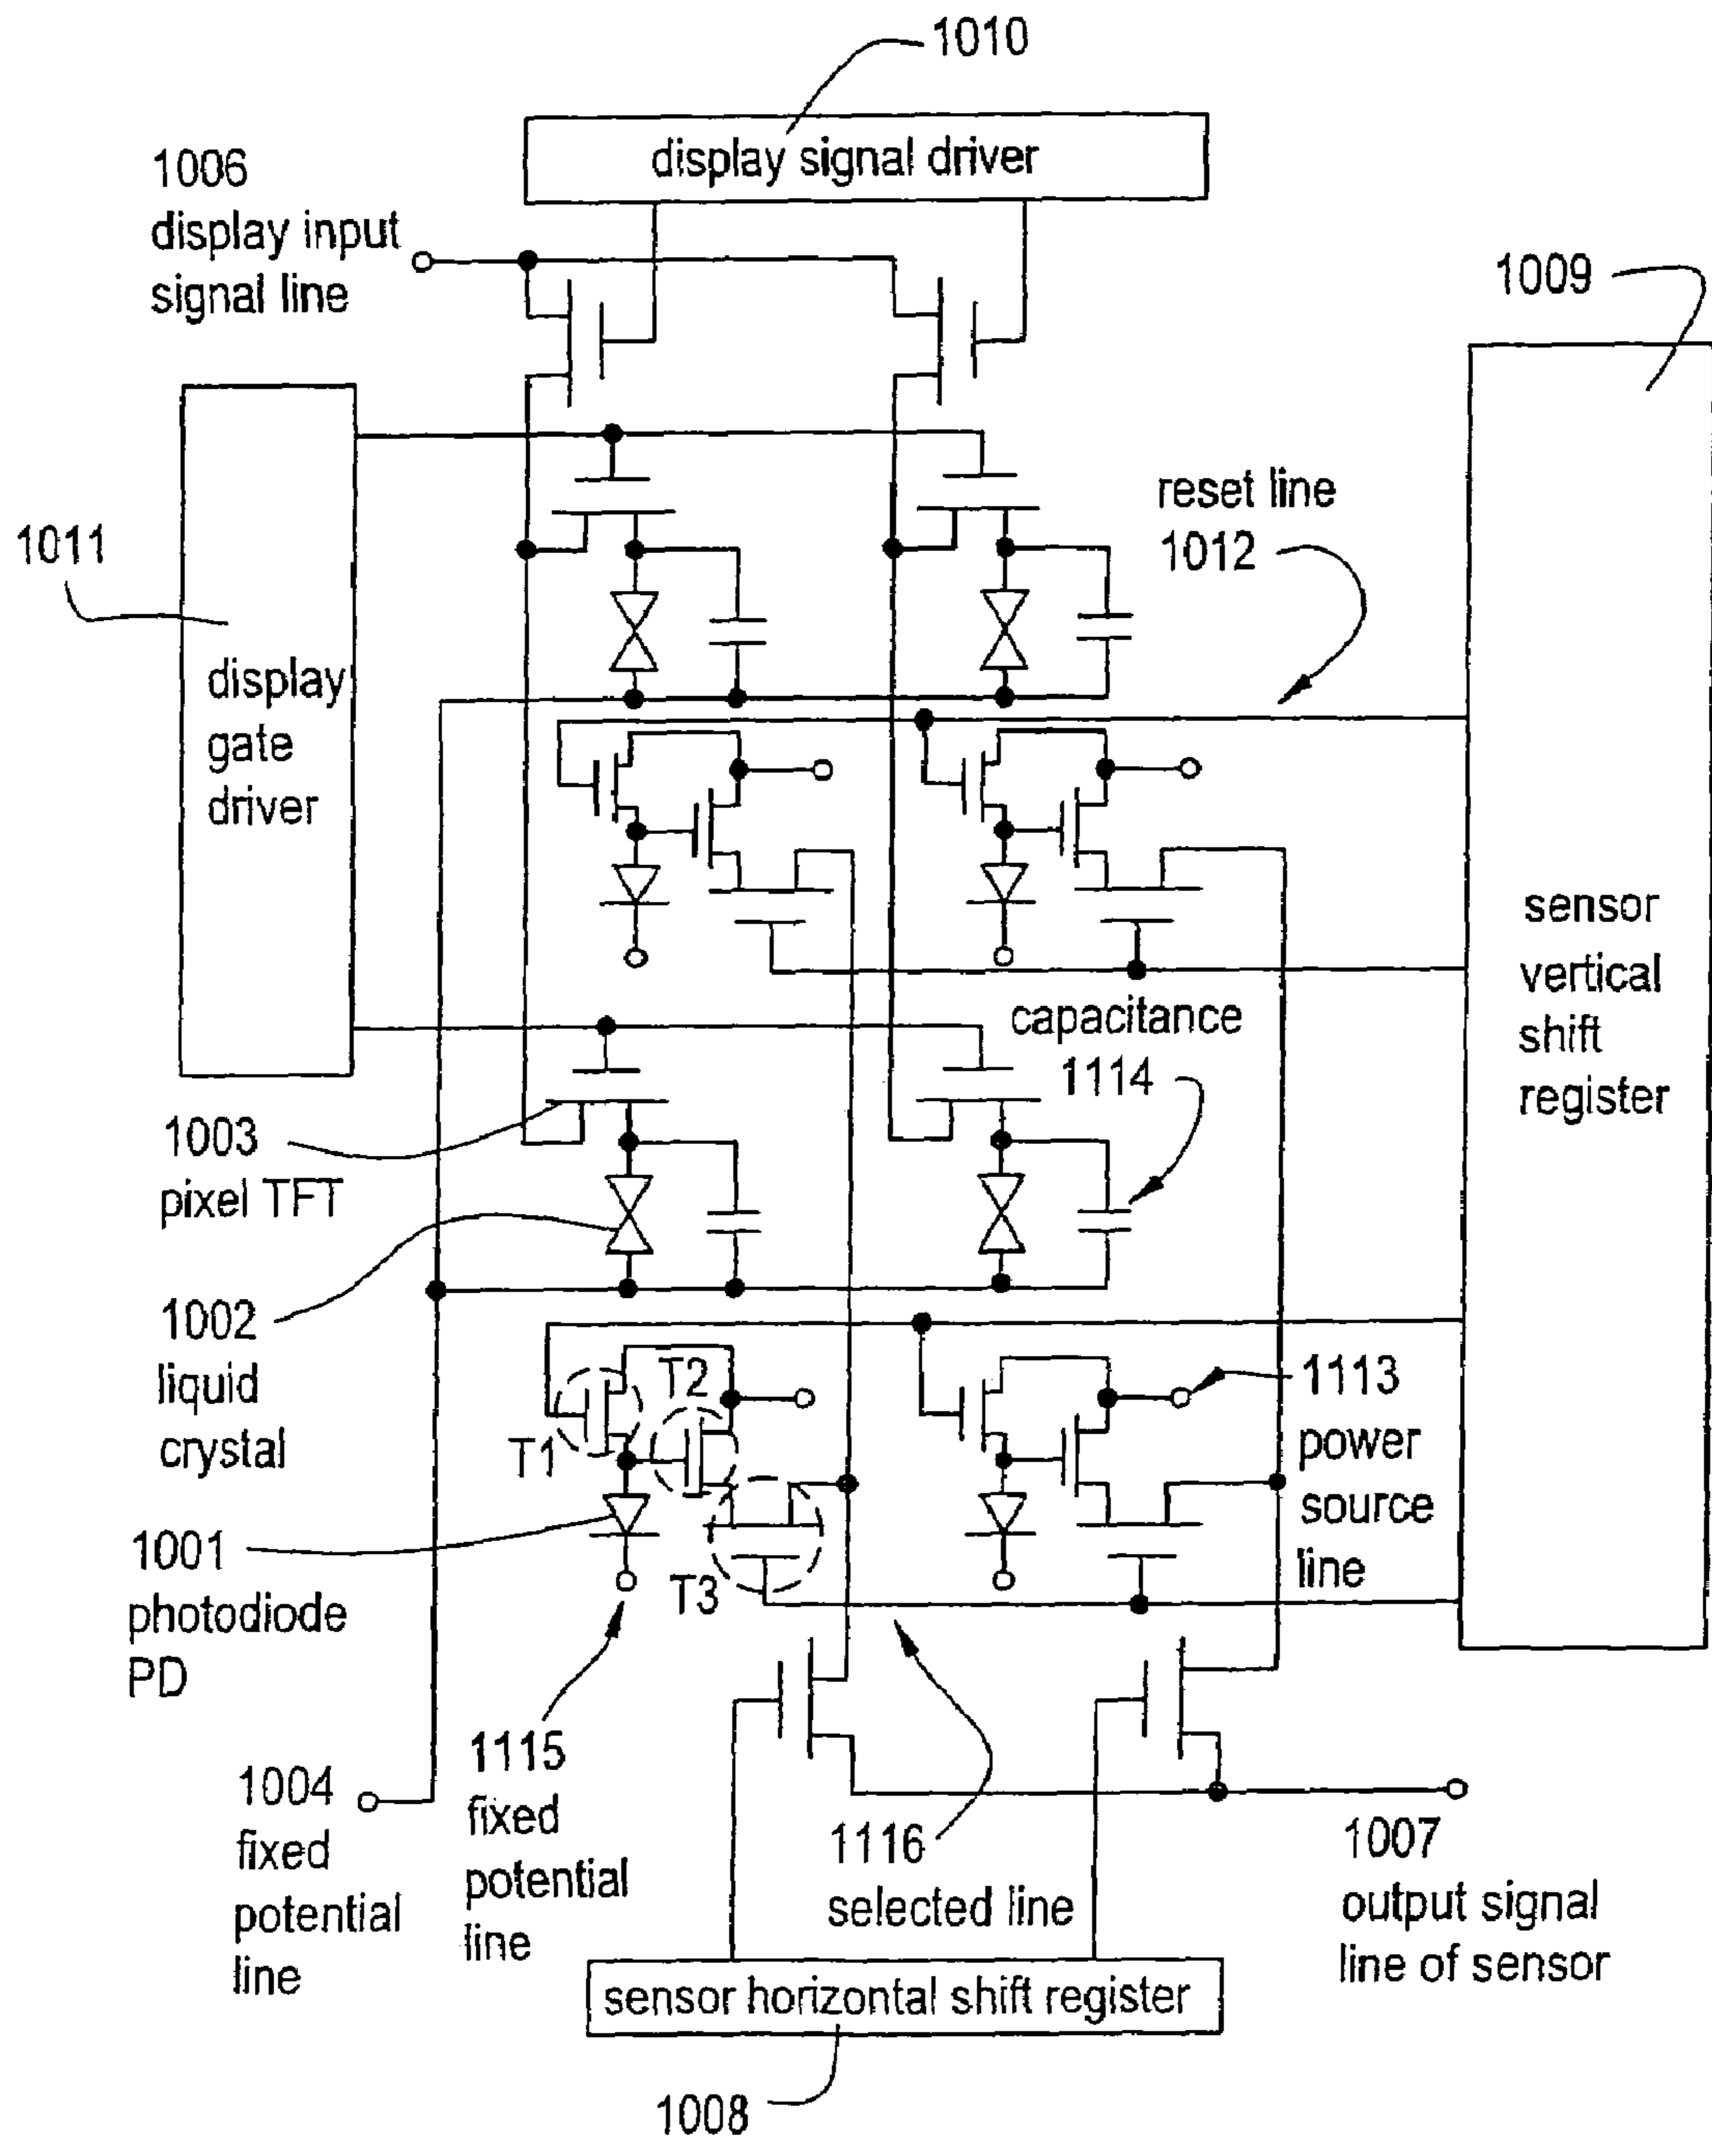 1010
display signal driver
1006
display input
signal line
1009
reset line
1012
1011
display
gate
driver
sensor
vertical
shift
register
capacitance
1114
1003
pixel TFT
1002
liquid
crystal
T1
T2
T3
1113
power
source
line
1001
photodiode
PD
1115
fixed
potential
line
1004
fixed
potential
line
1116
selected line
1007
output signal
line of sensor
sensor horizontal shift register
1008